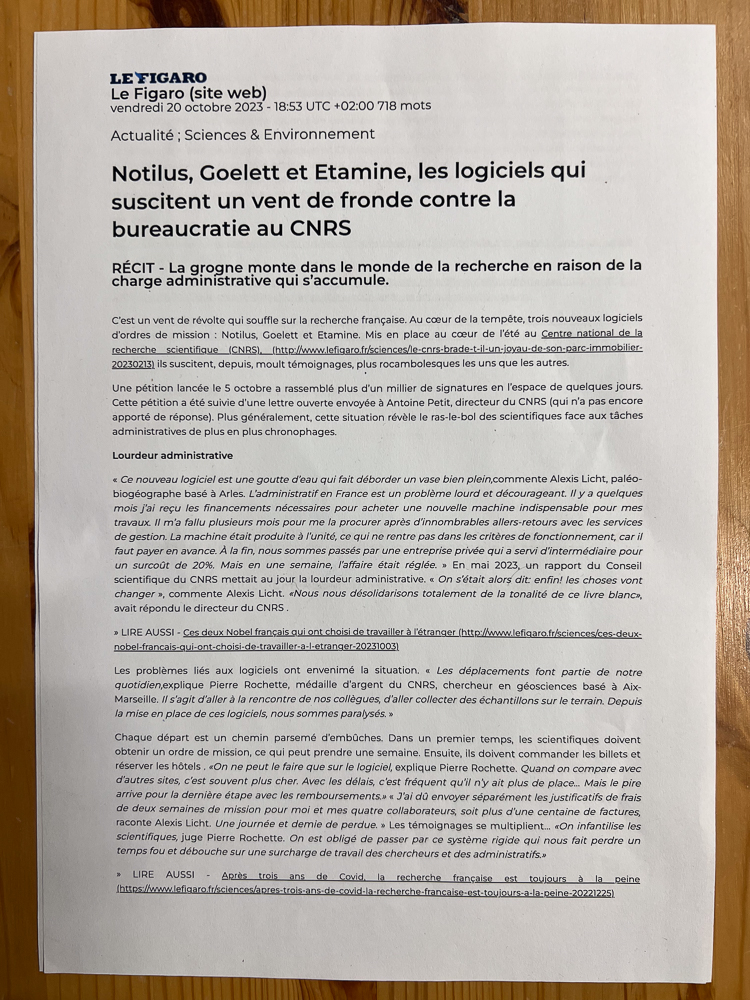 LE FIGARO
Le Figaro (site web)
vendredi 20 octobre 2023 - 18:53 UTC +02:00 718 mots
Actualité ; Sciences & Environnement
Notilus, Goelett et Etamine, les logiciels qui
suscitent un vent de fronde contre la
bureaucratie au CNRS
RÉCIT - La grogne monte dans le monde de la recherche en raison de la
charge administrative qui s'accumule.
C'est un vent de révolte qui souffle sur la recherche française. Au cœur de la tempête, trois nouveaux logiciels
d'ordres de mission : Notilus, Goelett et Etamine. Mis en place au cœur de l'été au Centre national de la
recherche scientifique (CNRS), (http://www.lefigaro.fr/sciences/le-cnrs-brade-t-il-un-joyau-de-son-parc-immobilier-
20230213) ils suscitent, depuis, moult témoignages, plus rocambolesques les uns que les autres.
Une pétition lancée le 5 octobre a rassemblé plus d'un millier de signatures en l'espace de quelques jours.
Cette pétition a été suivie d'une lettre ouverte envoyée à Antoine Petit, directeur du CNRS (qui n'a pas encore
apporté de réponse). Plus généralement, cette situation révèle le ras-le-bol des scientifiques face aux tâches
administratives de plus en plus chronophages.
Lourdeur administrative
« Ce nouveau logiciel est une goutte d'eau qui fait déborder un vase bien plein,commente Alexis Licht, paléo-
biogéographe basé à Arles. L'administratif en France est un problème lourd et décourageant. Il y a quelques
mois j'ai reçu les financements nécessaires pour acheter une nouvelle machine indispensable pour mes
travaux. Il m'a fallu plusieurs mois pour me la procurer après d'innombrables allers-retours avec les services
de gestion. La machine était produite à l'unité, ce qui ne rentre pas dans les critères de fonctionnement, car il
faut payer en avance. À la fin, nous sommes passés par une entreprise privée qui a servi d'intermédiaire pour
un surcoût de 20%. Mais en une semaine, l'affaire était réglée. » En mai 2023, un rapport du Conseil
scientifique du CNRS mettait au jour la lourdeur administrative. « On s'était alors dit: enfin! les choses vont
changer », commente Alexis Licht. «Nous nous désolidarisons totalement de la tonalité de ce livre blanc»,
avait répondu le directeur du CNRS .
» LIRE AUSSI - Ces deux Nobel français qui ont choisi de travailler à l'étranger (http://www.lefigaro.fr/sciences/ces-deux-
nobel-francais-qui-ont-choisi-de-travailler-a-l-etranger-20231003)
Les problèmes liés aux logiciels ont envenimé la situation. « Les déplacements font partie de notre
quotidien,explique Pierre Rochette, médaille d'argent du CNRS, chercheur en géosciences basé à Aix-
Marseille. Il s'agit d'aller à la rencontre de nos collègues, d'aller collecter des échantillons sur le terrain. Depuis
la mise en place de ces logiciels, nous sommes paralysés. »
Chaque départ est un chemin parsemé d'embûches. Dans un premier temps, les scientifiques doivent
obtenir un ordre de mission, ce qui peut prendre une semaine. Ensuite, ils doivent commander les billets et
réserver les hôtels . «On ne peut le faire que sur le logiciel, explique Pierre Rochette. Quand on compare avec
d'autres sites, c'est souvent plus cher. Avec les délais, c'est fréquent qu'il n'y ait plus de place... Mais le pire
arrive pour la dernière étape avec les remboursements.» « J'ai dû envoyer séparément les justificatifs de frais
de deux semaines de mission pour moi et mes quatre collaborateurs, soit plus d'une centaine de factures,
raconte Alexis Licht. Une journée et demie de perdue. » Les témoignages se multiplient... «On infantilise les
scientifiques, juge Pierre Rochette. On est obligé de passer par ce système rigide qui nous fait perdre un
temps fou et débouche sur une surcharge de travail des chercheurs et des administratifs.»
» LIRE AUSSI - Après trois ans de Covid, la recherche française est toujours à la peine
(https://www.lefigaro.fr/sciences/apres-trois-ans-de-covid-la-recherche-francaise-est-toujours-a-la-peine-20221225)